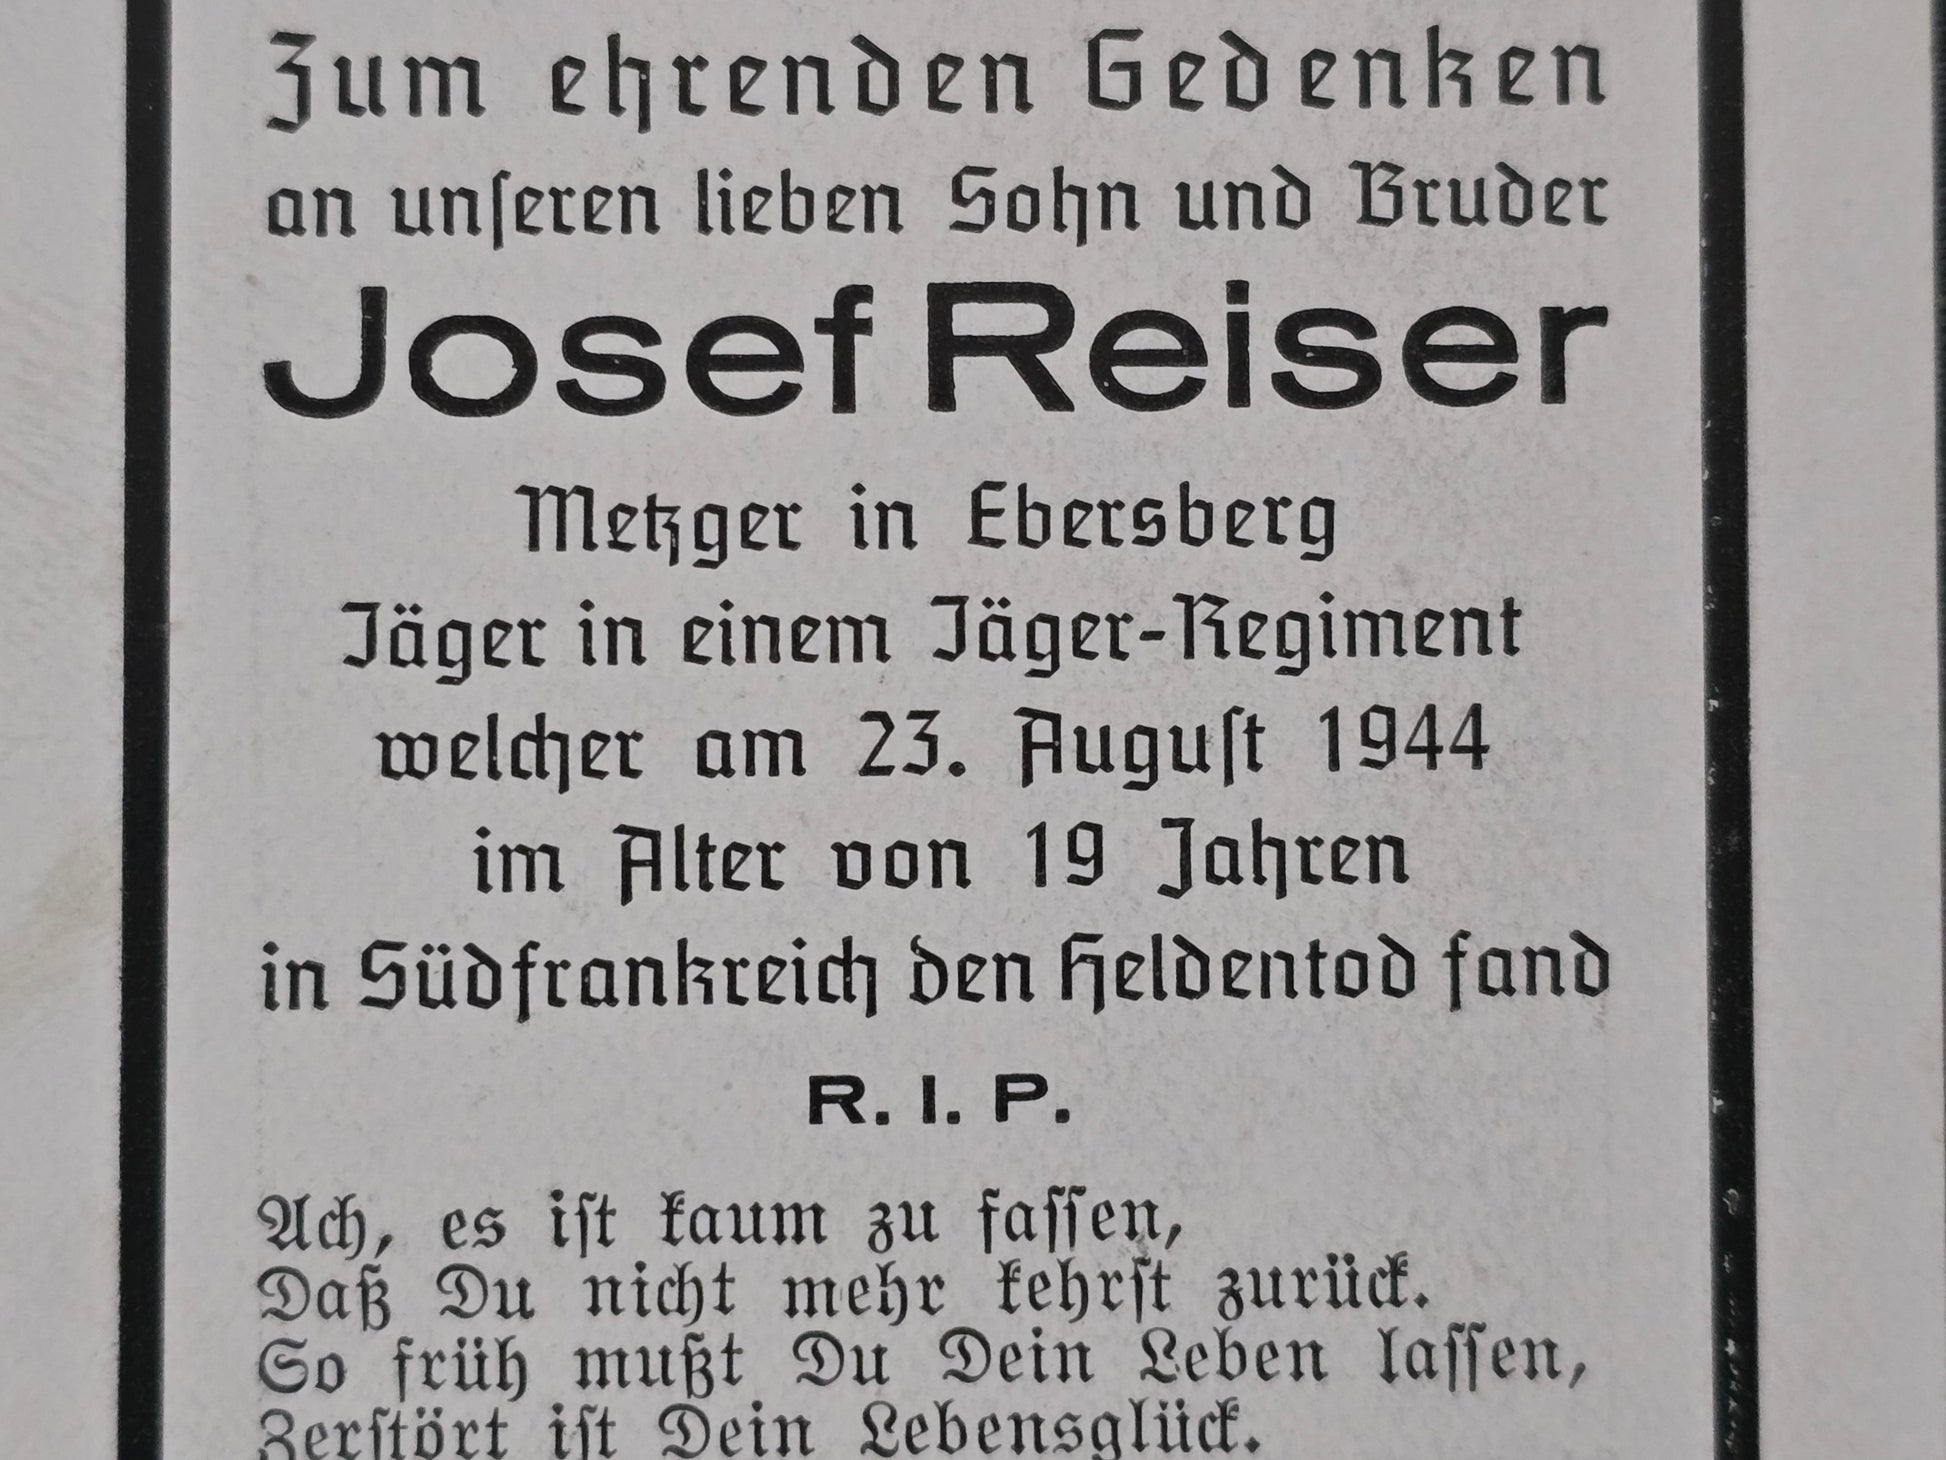 Zum ehrenden Gedenken
an unseren lieben Sohn und Bruder
Josef Reiser
Metzger in Ebersberg
Jäger in einem Jäger-Regiment
welcher am 23. August 1944
im Alter von 19 Jahren
in Südfrankreich den Heldentod fand
R. I. P.
Ach, es ist kaum zu fassen,
Daß Du nicht mehr kehrst zurück.
So früh mußt Du Dein Leben lassen,
Zerstört ist Dein Lebensglück.